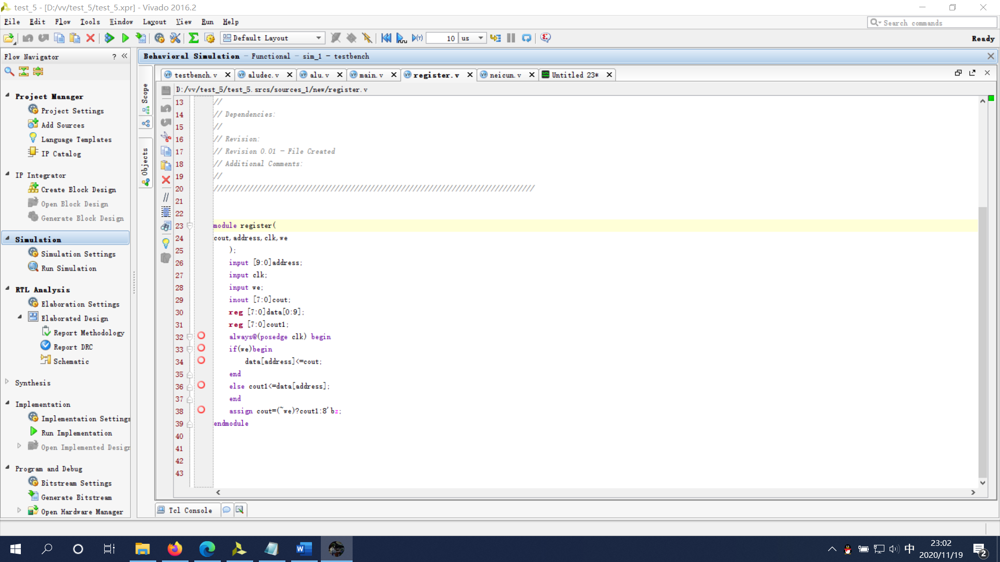 test_5 - [D:/vv/test_5/test_5.xpr] - Vivado 2016.2
File Edit Flow Tools Window Layout View Run Help
Search commands
Default Layout
10 us
Ready
Flow Navigator
Behavioral Simulation - Functional - sim_1 - testbench
testbench.v aludec.v alu.v main.v register.v neicun.v Untitled 23*
D:/vv/test_5/test_5.srcs/sources_1/new/register.v
Scope
Objects
Project Manager
Project Settings
Add Sources
Language Templates
IP Catalog
IP Integrator
Create Block Design
Open Block Design
Generate Block Design
Simulation
Simulation Settings
Run Simulation
RTL Analysis
Elaboration Settings
Elaborated Design
Report Methodology
Report DRC
Schematic
Synthesis
Implementation
Implementation Settings
Run Implementation
Open Implemented Design
Program and Debug
Bitstream Settings
Generate Bitstream
Open Hardware Manager
13 //
14 // Dependencies:
15 //
16 // Revision:
17 // Revision 0.01 - File Created
18 // Additional Comments:
19 //
20 //////////////////////////////////////////////////////////////////////////////////
21
22
23 module register(
24 cout,address,clk,we
25 );
26 input [9:0]address;
27 input clk;
28 input we;
29 inout [7:0]cout;
30 reg [7:0]data[0:9];
31 reg [7:0]cout1;
32 always@(posedge clk) begin
33 if(we)begin
34 data[address]<=cout;
35 end
36 else cout1<=data[address];
37 end
38 assign cout=(~we)?cout1:8'bz;
39 endmodule
40
41
42
43
Tcl Console
中
23:02
2020/11/19
2